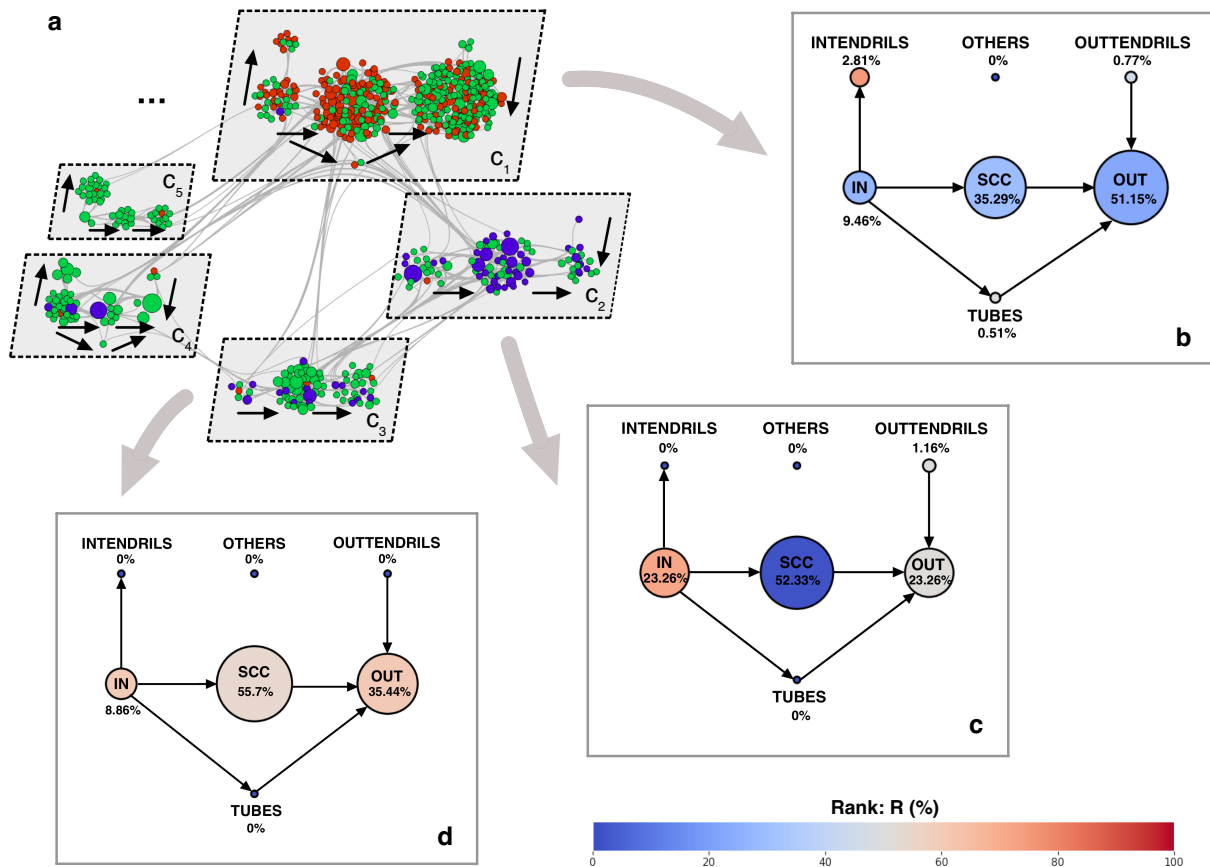 a
...
C1
C5
C2
C4
C3
INTENDRILS
2.81%
OTHERS
0%
OUTTENDRILS
0.77%
IN
9.46%
SCC
35.29%
OUT
51.15%
TUBES
0.51%
b
INTENDRILS
0%
OTHERS
0%
OUTTENDRILS
1.16%
IN
23.26%
SCC
52.33%
OUT
23.26%
TUBES
0%
c
INTENDRILS
0%
OTHERS
0%
OUTTENDRILS
0%
IN
8.86%
SCC
55.7%
OUT
35.44%
TUBES
0%
d
Rank: R (%)
0 20 40 60 80 100